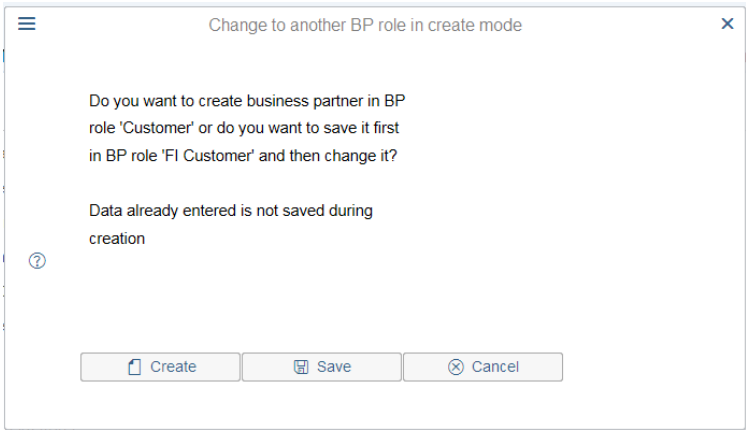 Change to another BP role in create mode
Do you want to create business partner in BP
role 'Customer' or do you want to save it first
in BP role 'FI Customer' and then change it?
Data already entered is not saved during
creation
Create
Save
Cancel